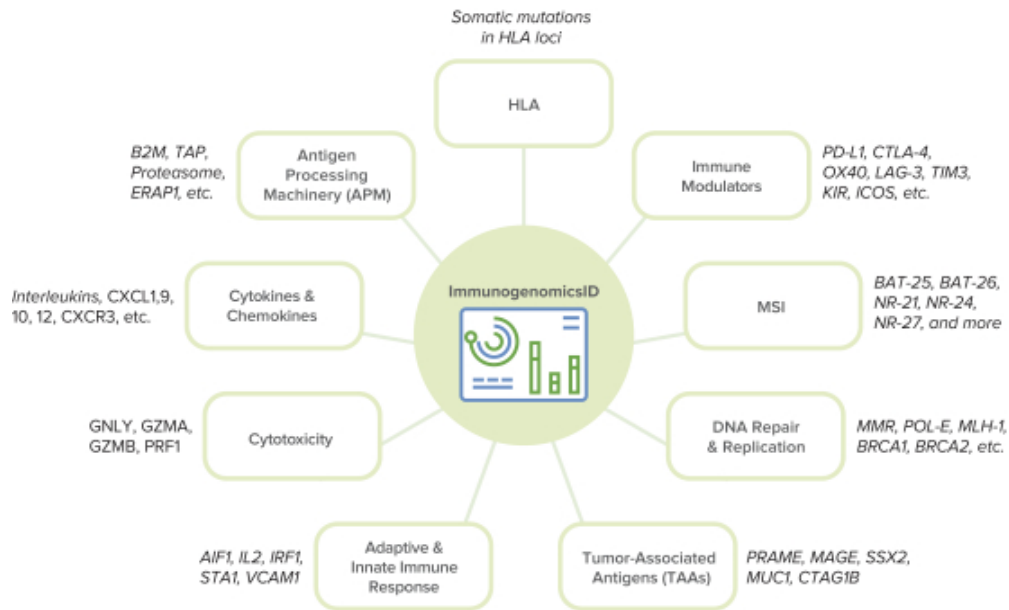 Somatic mutations
in HLA loci
HLA
B2M, TAP,
Proteasome,
ERAP1, etc.
Antigen
Processing
Machinery (APM)
Immune
Modulators
PD-L1, CTLA-4,
OX40, LAG-3, TIM3,
KIR, ICOS, etc.
Interleukins, CXCL1,9,
10, 12, CXCR3, etc.
Cytokines &
Chemokines
ImmunogenomicsID
MSI
BAT-25, BAT-26,
NR-21, NR-24,
NR-27, and more
GNLY, GZMA,
GZMB, PRF1
Cytotoxicity
DNA Repair
& Replication
MMR, POL-E, MLH-1,
BRCA1, BRCA2, etc.
AIF1, IL2, IRF1,
STA1, VCAM1
Adaptive &
Innate Immune
Response
Tumor-Associated
Antigens (TAAs)
PRAME, MAGE, SSX2,
MUC1, CTAG1B